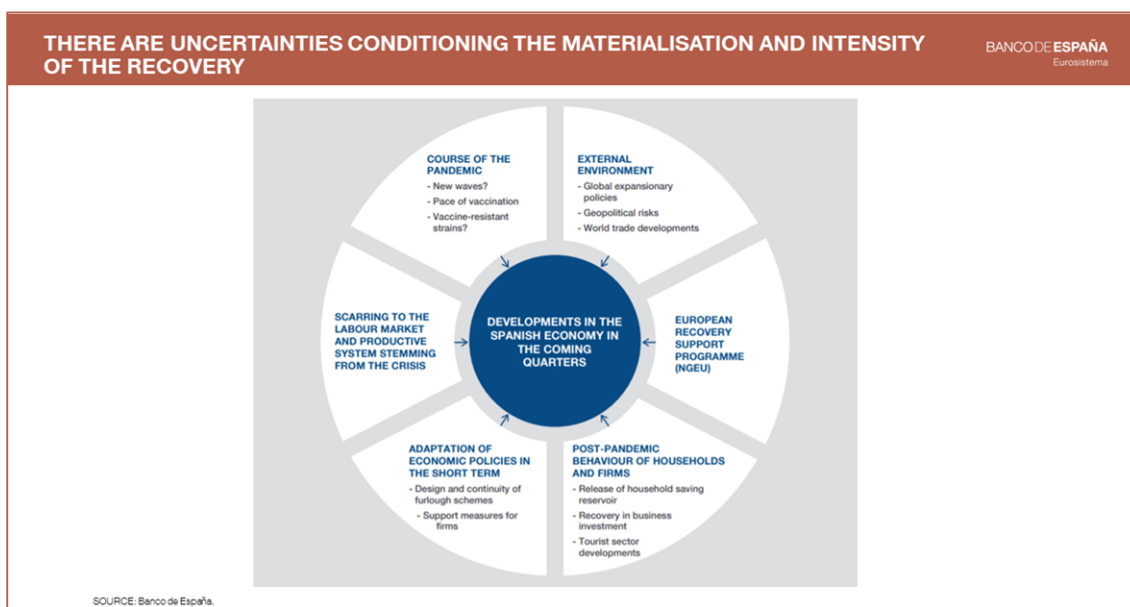 THERE ARE UNCERTAINTIES CONDITIONING THE MATERIALISATION AND INTENSITY
OF THE RECOVERY
BANCO DE ESPAÑA
Eurosistema
COURSE OF THE
PANDEMIC
- New waves?
- Pace of vaccination
- Vaccine-resistant
strains?
EXTERNAL
ENVIRONMENT
- Global expansionary
policies
- Geopolitical risks
- World trade developments
SCARRING TO THE
LABOUR MARKET
AND PRODUCTIVE
SYSTEM STEMMING
FROM THE CRISIS
DEVELOPMENTS IN THE
SPANISH ECONOMY IN
THE COMING
QUARTERS
EUROPEAN
RECOVERY
SUPPORT
PROGRAMME
(NGEU)
ADAPTATION OF
ECONOMIC POLICIES IN
THE SHORT TERM
- Design and continuity of
furlough schemes
- Support measures for
firms
POST-PANDEMIC
BEHAVIOUR OF HOUSEHOLDS
AND FIRMS
- Release of household saving
reservoir
- Recovery in business
investment
- Tourist sector
developments
SOURCE: Banco de España.